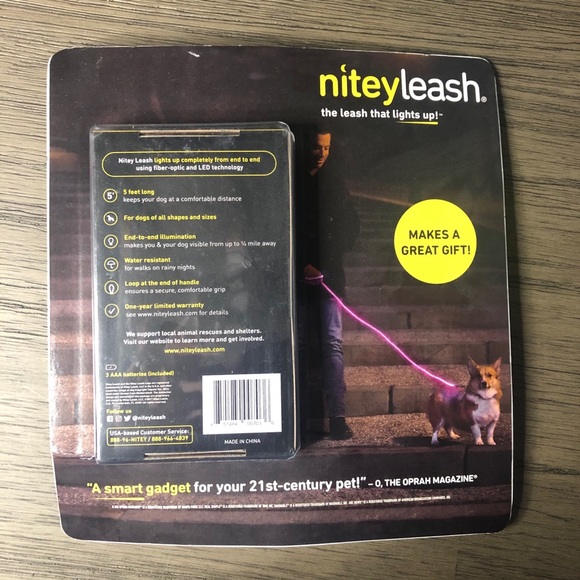 niteyleash®
the leash that lights up!™
Nitey Leash lights up completely from end to end
using fiber-optic and LED technology
5'
5 feet long
keeps your dog at a comfortable distance
For dogs of all shapes and sizes
End-to-end illumination
makes you & your dog visible from up to ¼ mile away
Water resistant
for walks on rainy nights
Loop at the end of handle
ensures a secure, comfortable grip
One-year limited warranty
see www.niteyleash.com for details
We support local animal rescues and shelters.
Visit our website to learn more and get involved.
www.niteyleash.com
3 AAA batteries (included)
Follow us
@niteyleash
USA-based Customer Service:
888-96-NITEY / 888-966-4839
MADE IN CHINA
MAKES A
GREAT GIFT!
"A smart gadget for your 21st-century pet!" – O, THE OPRAH MAGAZINE®